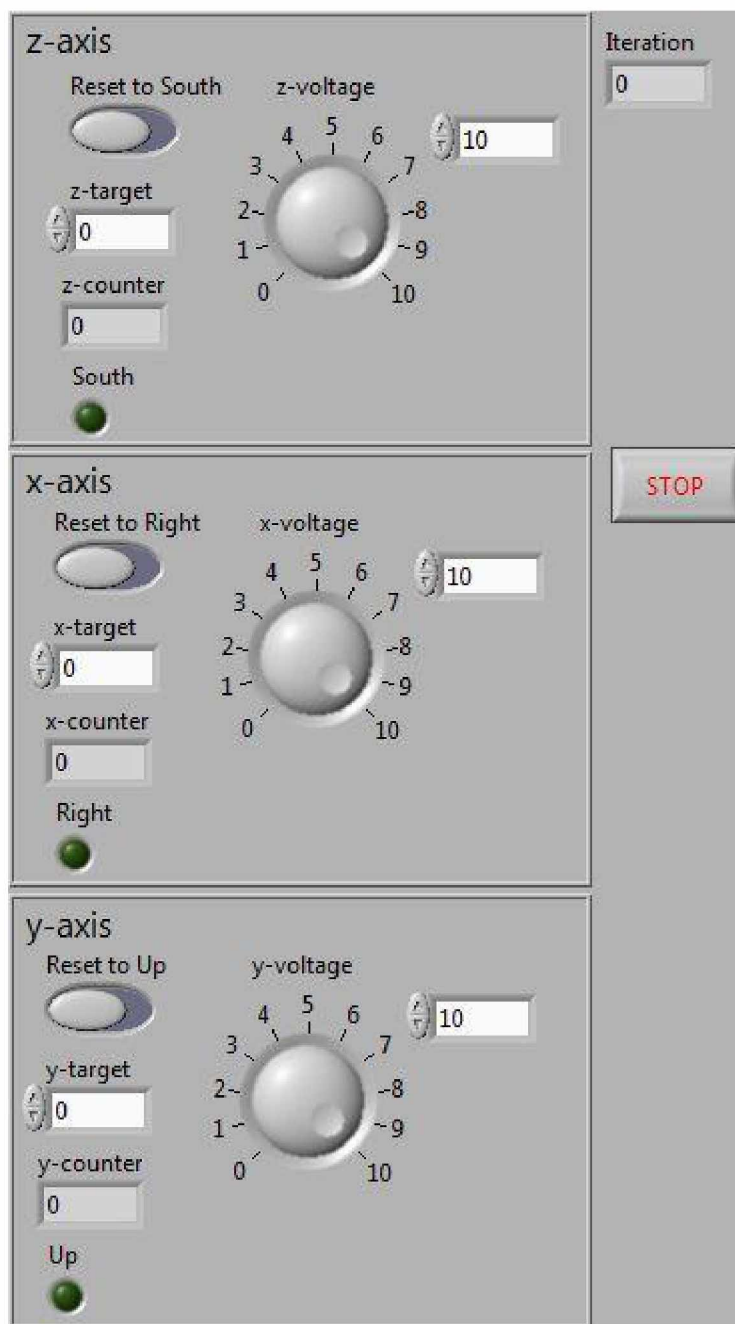 z-axis
Iteration
0
Reset to South
z-voltage
10
z-target
0
z-counter
0
South
0 1 2 3 4 5 6 7 8 9 10
STOP
x-axis
Reset to Right
x-voltage
10
x-target
0
x-counter
0
Right
0 1 2 3 4 5 6 7 8 9 10
y-axis
Reset to Up
y-voltage
10
y-target
0
y-counter
0
Up
0 1 2 3 4 5 6 7 8 9 10